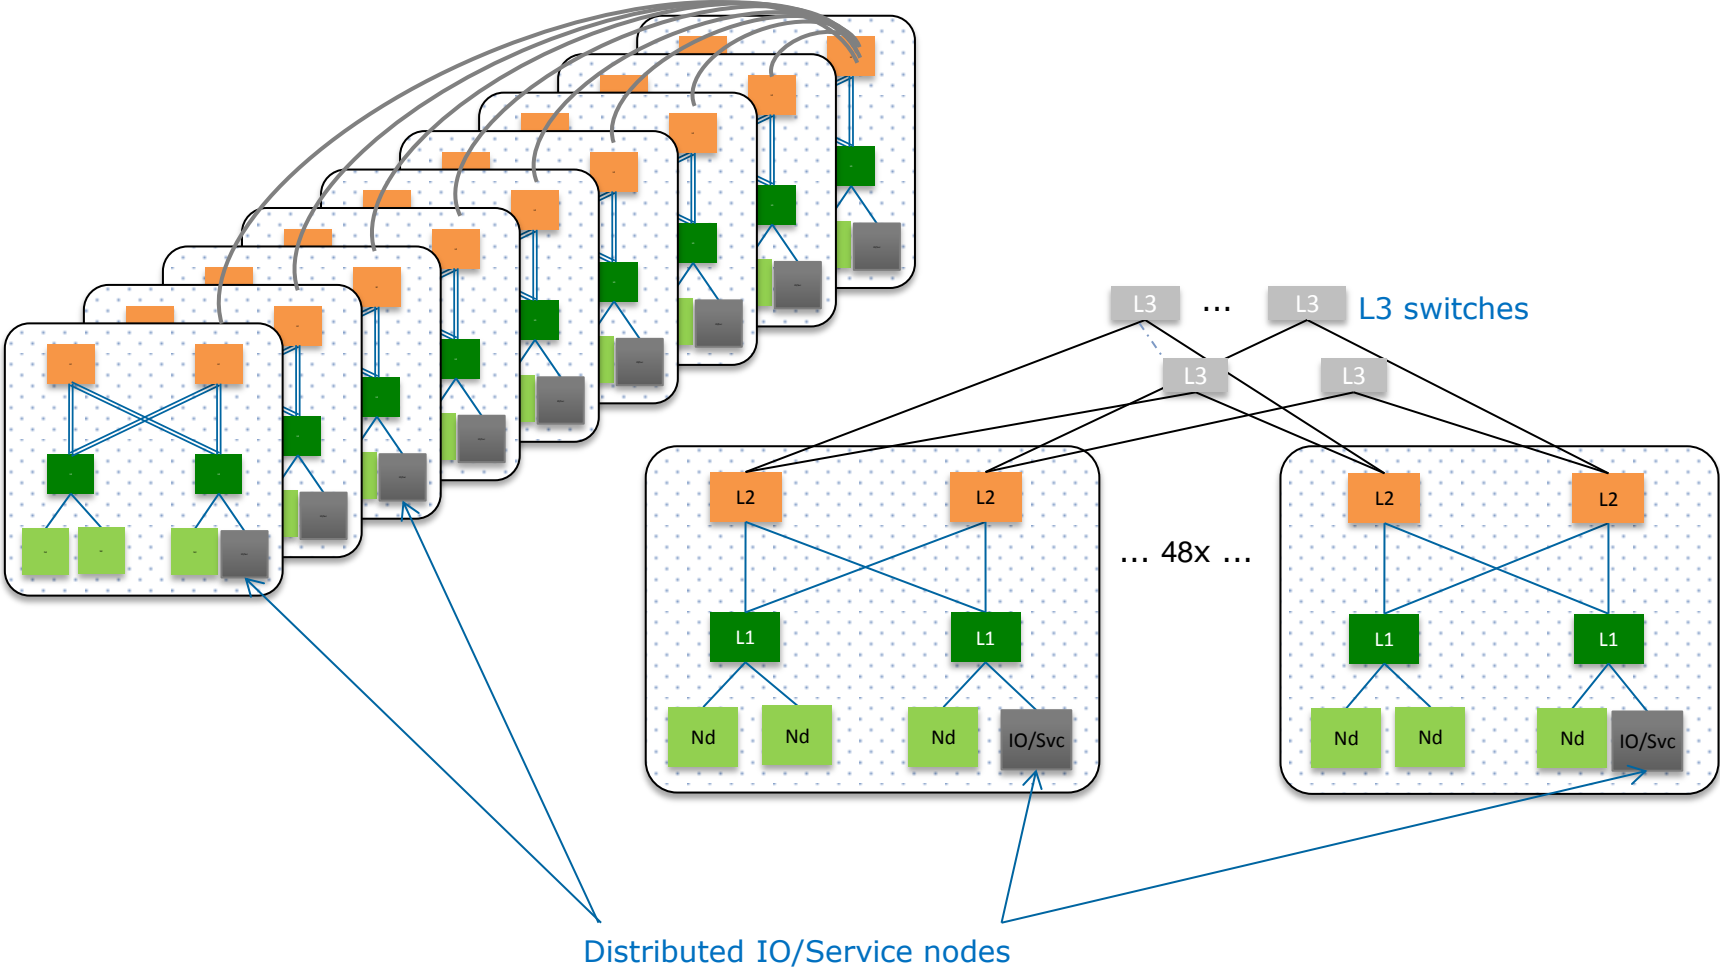 L3 ... L3 L3 switches
L3 L3
L2 L2 L2 L2
... 48x ...
L1 L1 L1 L1
Nd Nd Nd IO/Svc Nd Nd Nd IO/Svc
Distributed IO/Service nodes